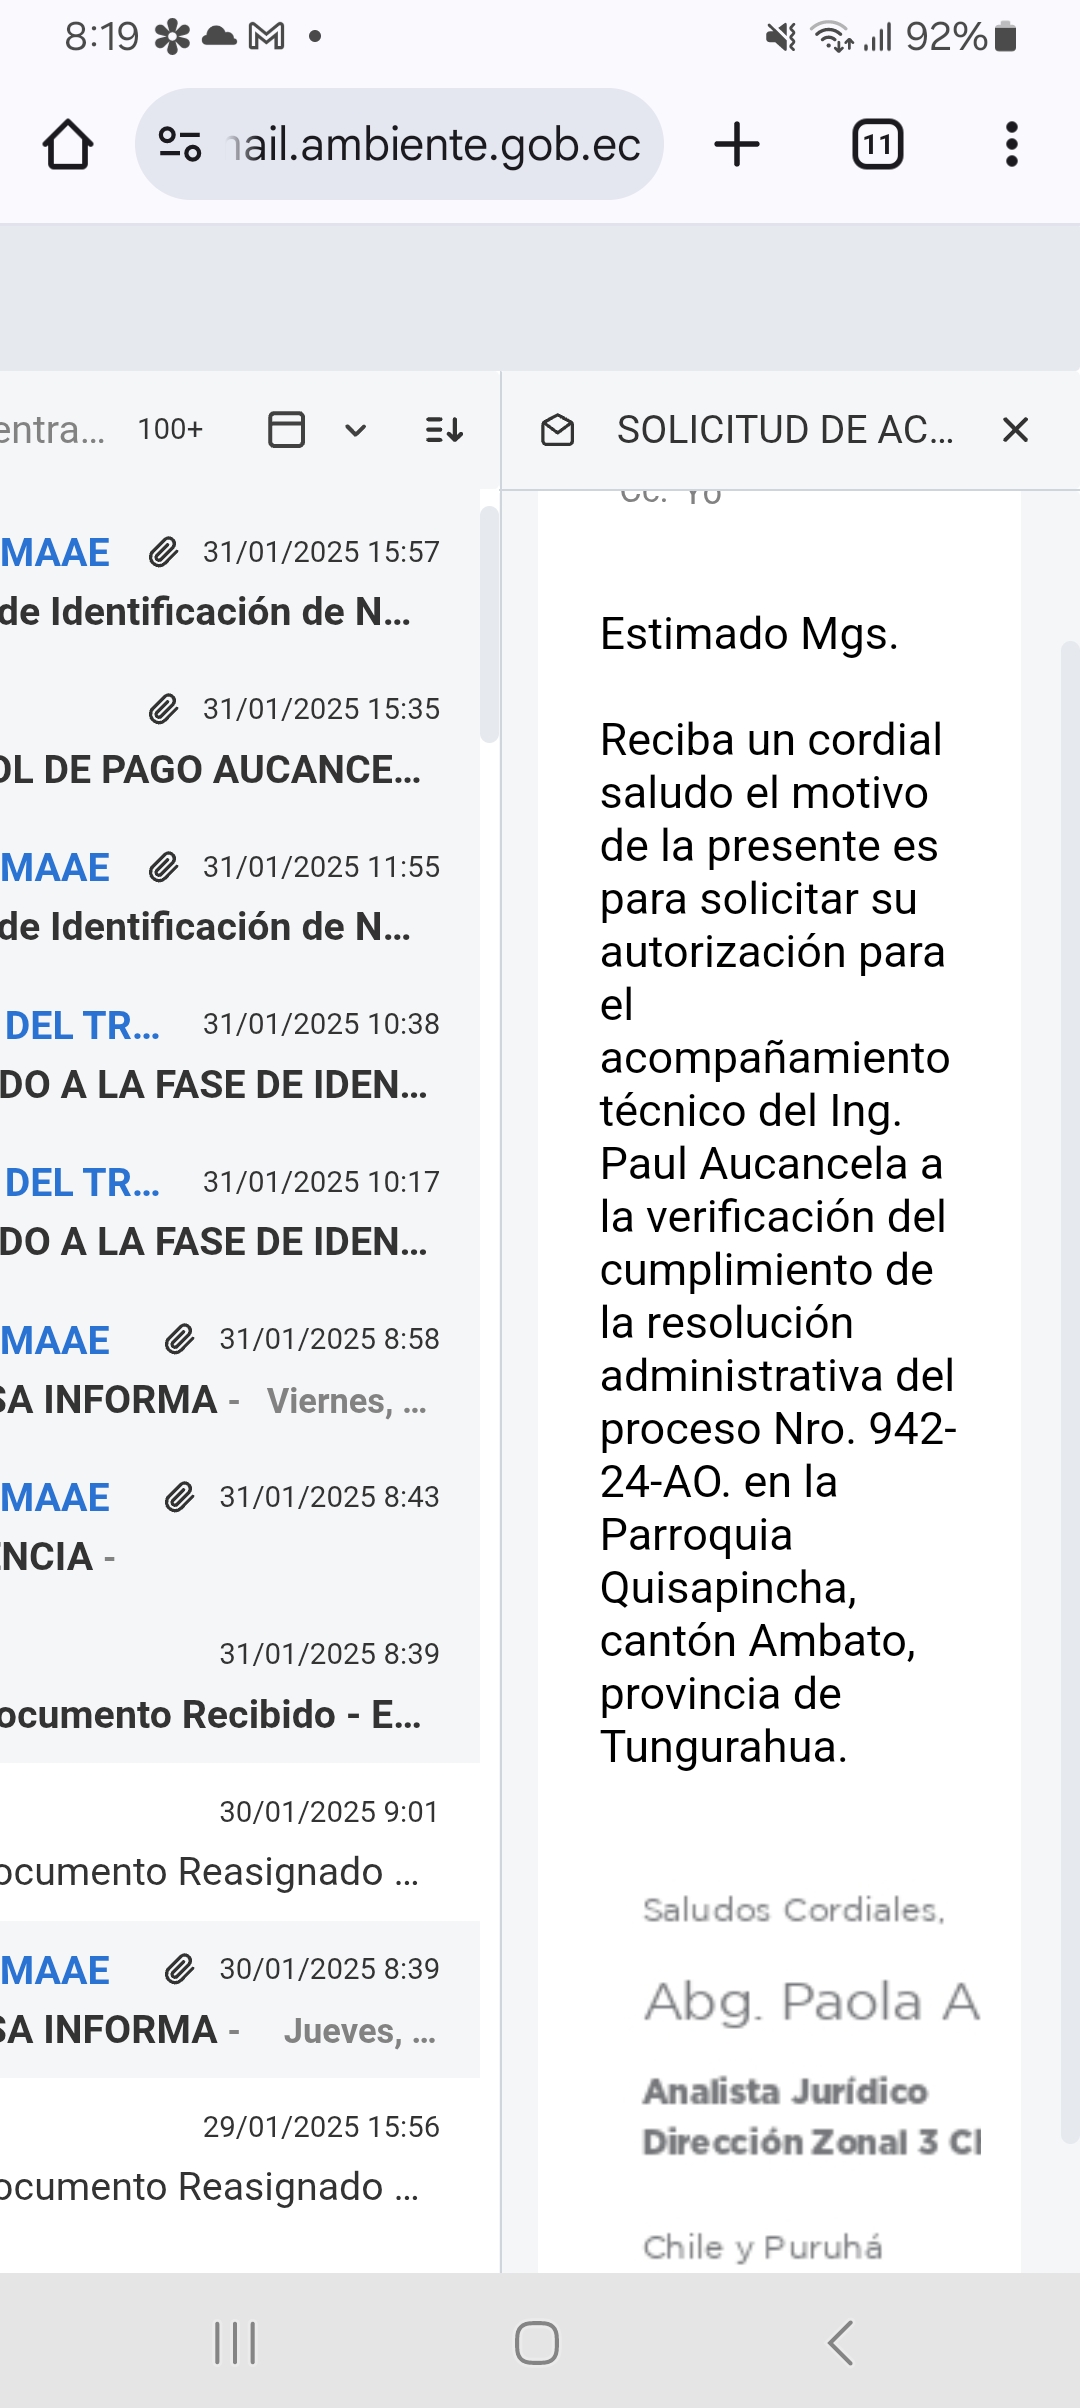 8:19
92%
ail.ambiente.gob.ec
11
entra...
100+
MAAE 31/01/2025 15:57
de Identificación de N...
31/01/2025 15:35
OL DE PAGO AUCANCE...
MAAE 31/01/2025 11:55
de Identificación de N...
DEL TR... 31/01/2025 10:38
DO A LA FASE DE IDEN...
DEL TR... 31/01/2025 10:17
DO A LA FASE DE IDEN...
MAAE 31/01/2025 8:58
SA INFORMA - Viernes, ...
MAAE 31/01/2025 8:43
ENCIA -
31/01/2025 8:39
ocumento Recibido - E...
30/01/2025 9:01
ocumento Reasignado ...
MAAE 30/01/2025 8:39
SA INFORMA - Jueves, ...
29/01/2025 15:56
ocumento Reasignado ...
SOLICITUD DE AC...
Cc: Yo
Estimado Mgs.
Reciba un cordial
saludo el motivo
de la presente es
para solicitar su
autorización para
el
acompañamiento
técnico del Ing.
Paul Aucancela a
la verificación del
cumplimiento de
la resolución
administrativa del
proceso Nro. 942-
24-AO. en la
Parroquia
Quisapincha,
cantón Ambato,
provincia de
Tungurahua.
Saludos Cordiales,
Abg. Paola A
Analista Jurídico
Dirección Zonal 3 C
Chile y Puruhá